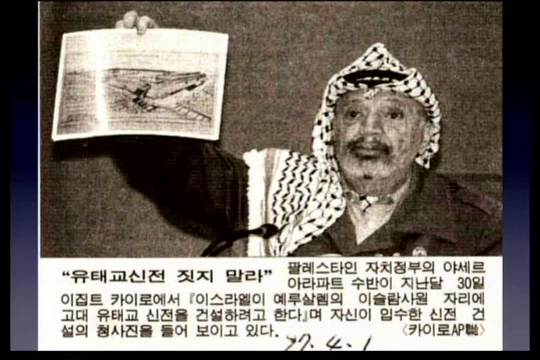 “유태교신전 짓지 말라”
팔레스타인 자치정부의 야세르
아라파트 수반이 지난달 30일
이집트 카이로에서 『이스라엘이 예루살렘의 이슬람사원 자리에
고대 유태교 신전을 건설하려고 한다』며 자신이 입수한 신전 건
설의 청사진을 들어 보이고 있다. 〈카이로AP聯〉
97. 4. 1